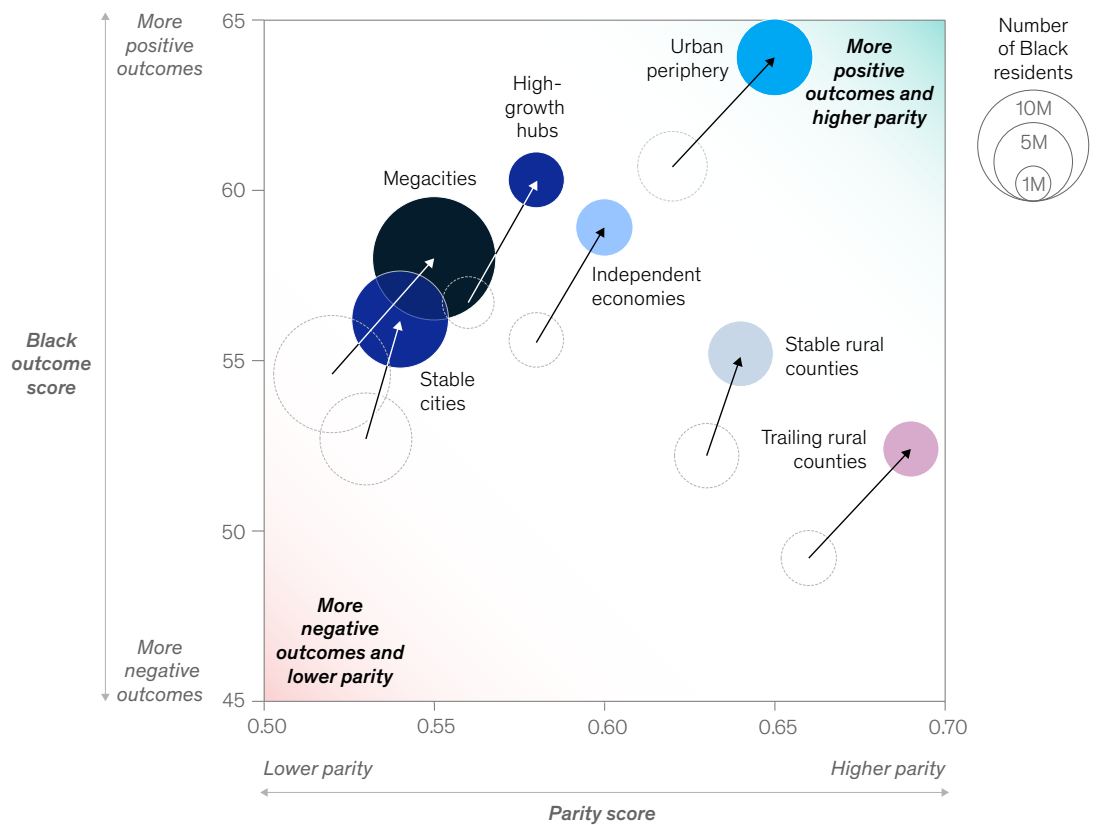 More
positive
outcomes
65
60
55
50
45
Black
outcome
score
More
negative
outcomes
Urban
periphery
More
positive
outcomes and
higher parity
High-
growth
hubs
Megacities
Independent
economies
Stable
cities
Stable rural
counties
Trailing rural
counties
More
negative
outcomes and
lower parity
0.50
0.55
0.60
0.65
0.70
Lower parity
Higher parity
Parity score
Number
of Black
residents
10M
5M
1M